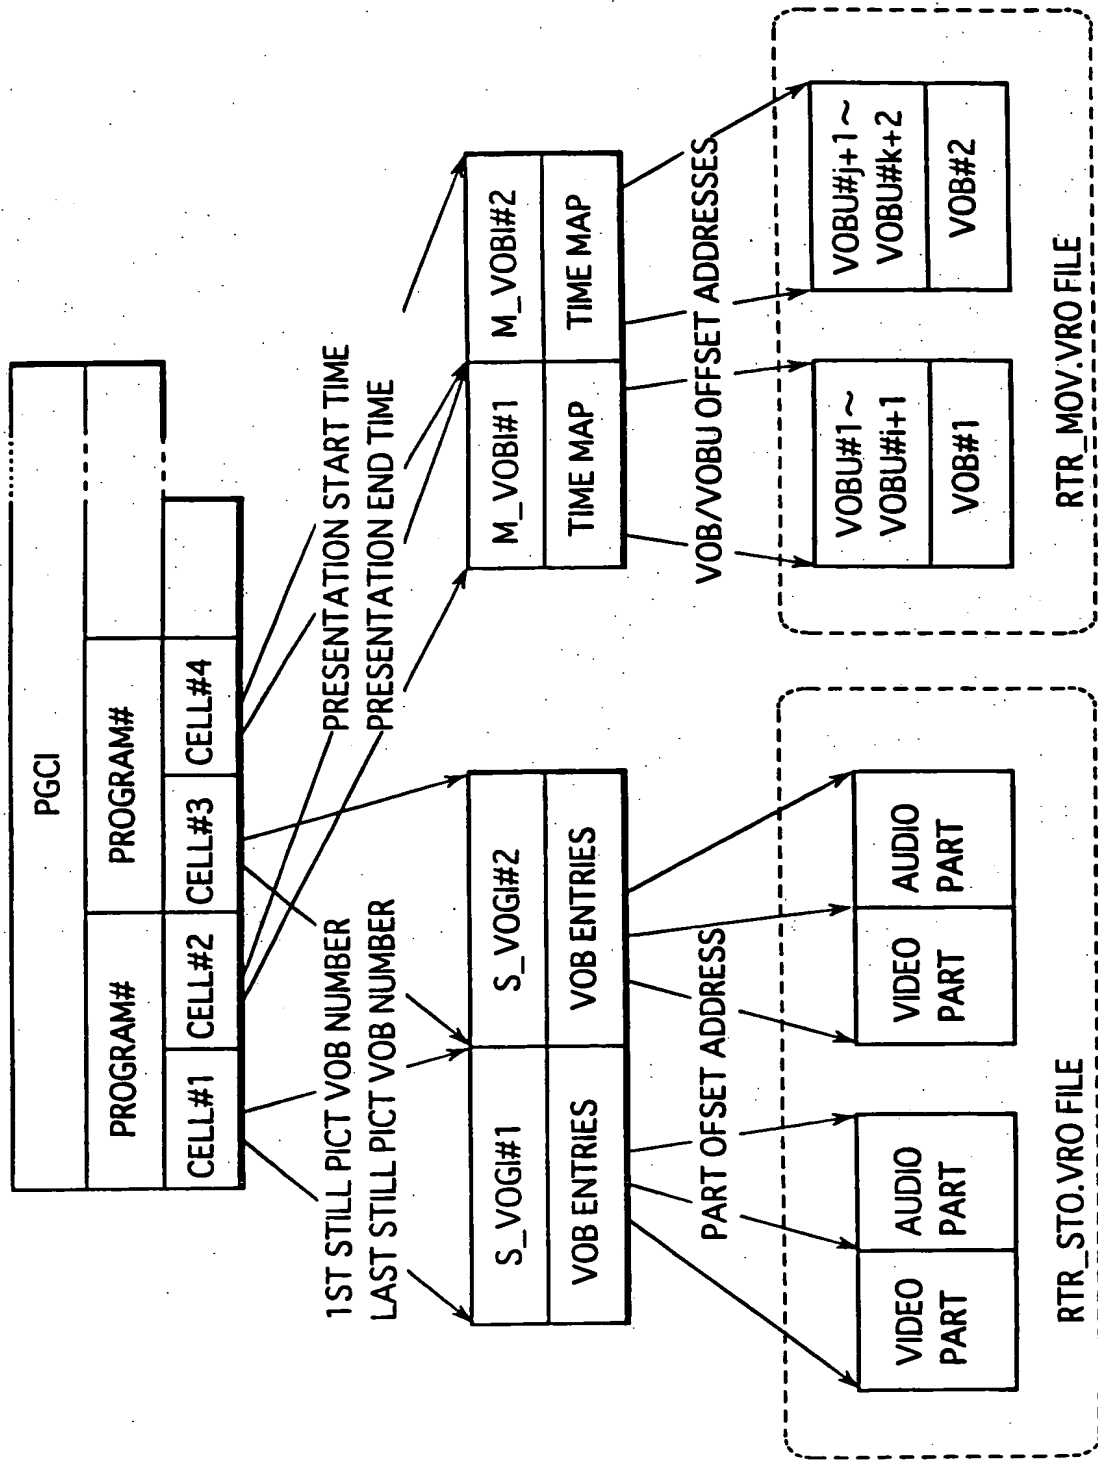 PGCI
PROGRAM#
PROGRAM#
CELL#1
CELL#2
CELL#3
CELL#4
1ST STILL PICT VOB NUMBER
LAST STILL PICT VOB NUMBER
PRESENTATION START TIME
PRESENTATION END TIME
S_VOGI#1
S_VOGI#2
VOB ENTRIES
VOB ENTRIES
M_VOBI#1
M_VOBI#2
TIME MAP
TIME MAP
PART OFSET ADDRESS
VOB/VOBU OFFSET ADDRESSES
VIDEO
PART
AUDIO
PART
VIDEO
PART
AUDIO
PART
RTR_STO.VRO FILE
VOBU#1~
VOBU#i+1
VOB#1
VOBU#j+1~
VOBU#k+2
VOB#2
RTR_MOV.VRO FILE